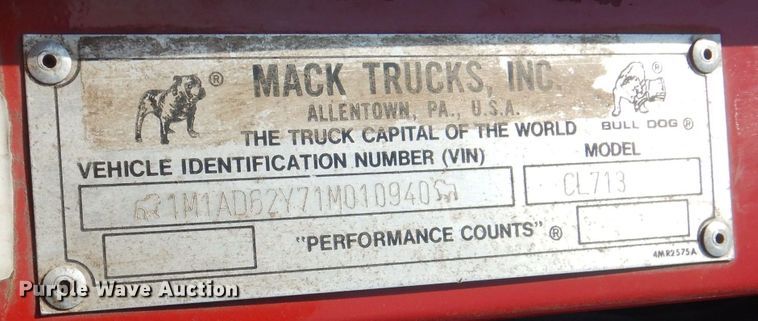 ®
MACK TRUCKS, INC.
ALLENTOWN, PA., U.S.A.
THE TRUCK CAPITAL OF THE WORLD
BULL DOG ®
VEHICLE IDENTIFICATION NUMBER (VIN)
MODEL
1M1AD62Y71M010940
CL713
"PERFORMANCE COUNTS" ®
4MR2575A
Purple Wave Auction